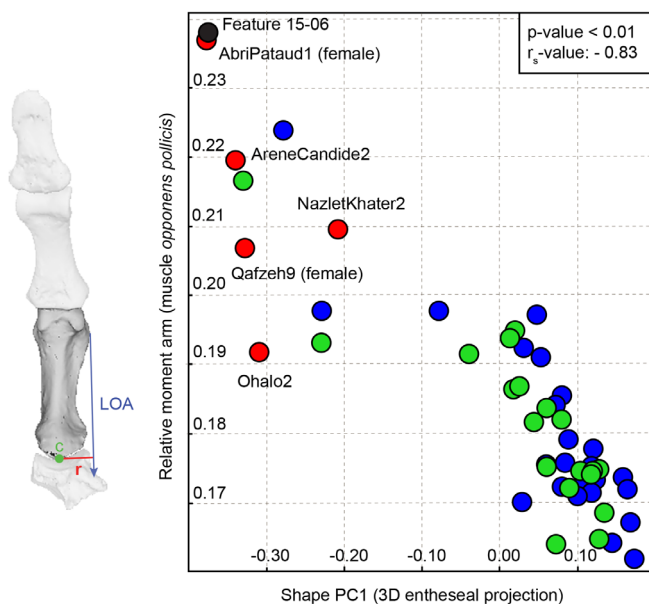 Feature 15-06
AbriPataud1 (female)
p-value < 0.01
rs-value: - 0.83
0.23
0.22
AreneCandide2
NazletKhater2
0.21
Qafzeh9 (female)
0.20
0.19
Ohalo2
0.18
0.17
Relative moment arm (muscle opponens pollicis)
LOA
C
r
-0.30
-0.20
-0.10
0.00
0.10
Shape PC1 (3D entheseal projection)